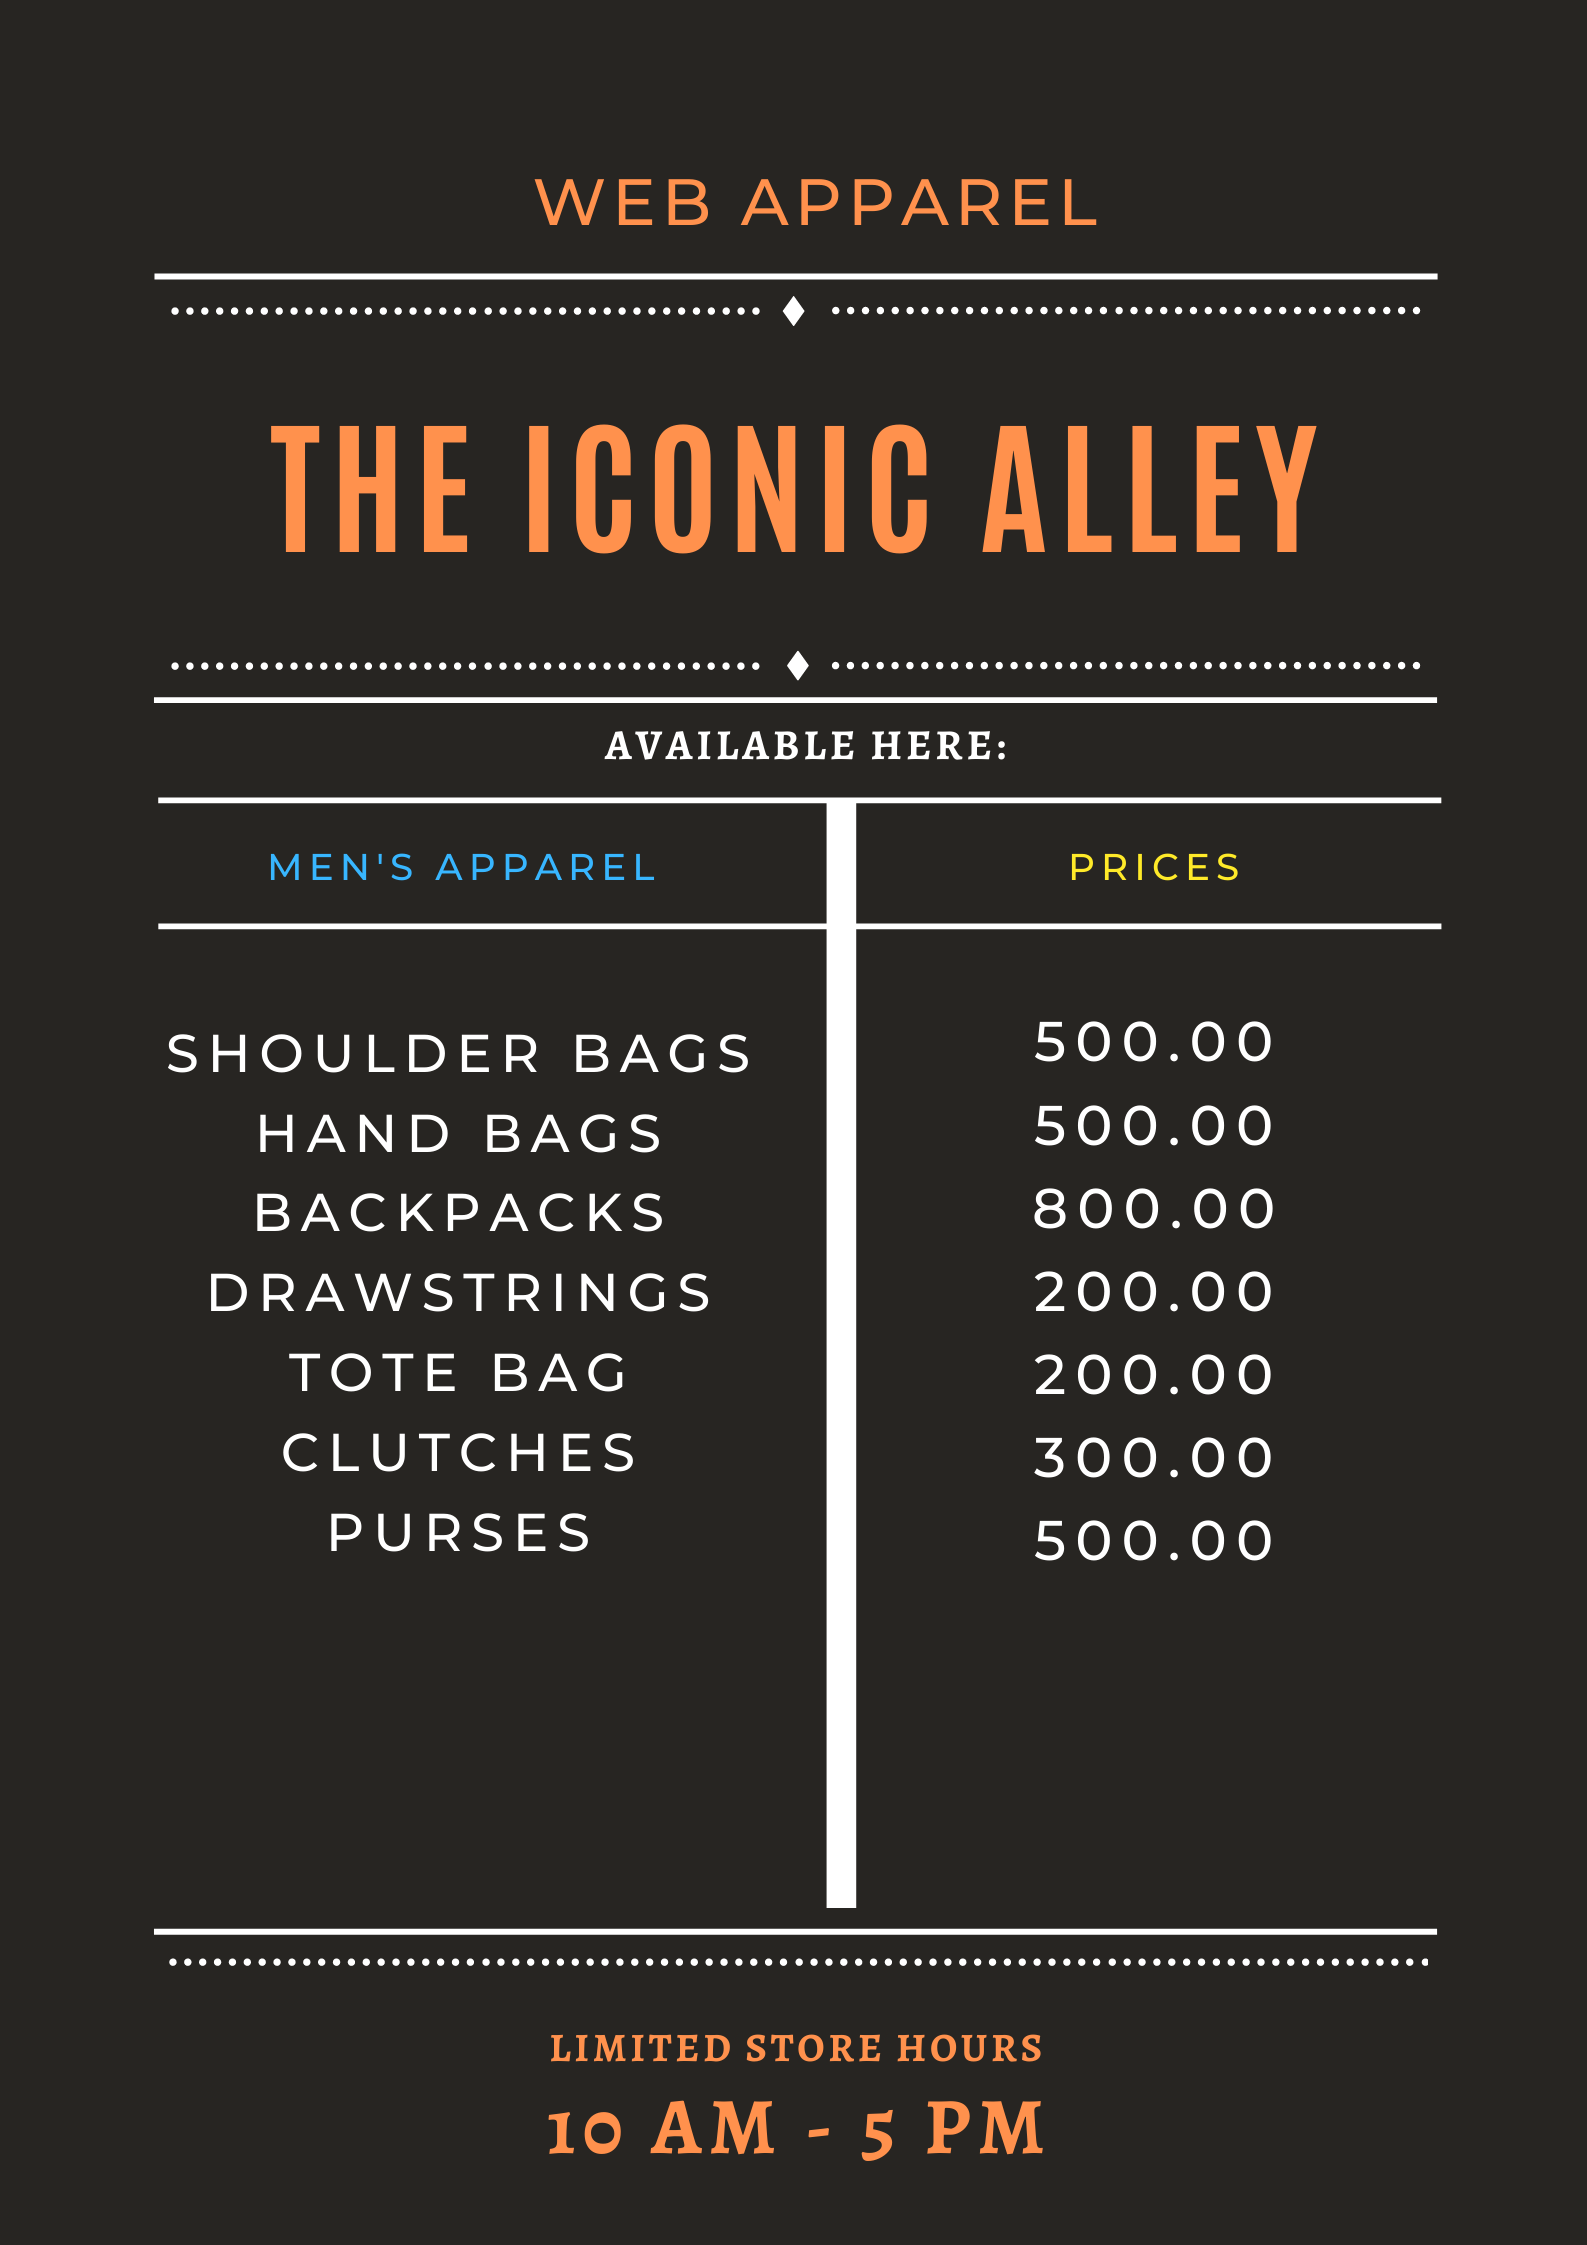 WEB APPAREL
THE ICONIC ALLEY
AVAILABLE HERE:
MEN'S APPAREL
PRICES
SHOULDER BAGS
500.00
HAND BAGS
500.00
BACKPACKS
800.00
DRAWSTRINGS
200.00
TOTE BAG
200.00
CLUTCHES
300.00
PURSES
500.00
LIMITED STORE HOURS
10 AM - 5 PM